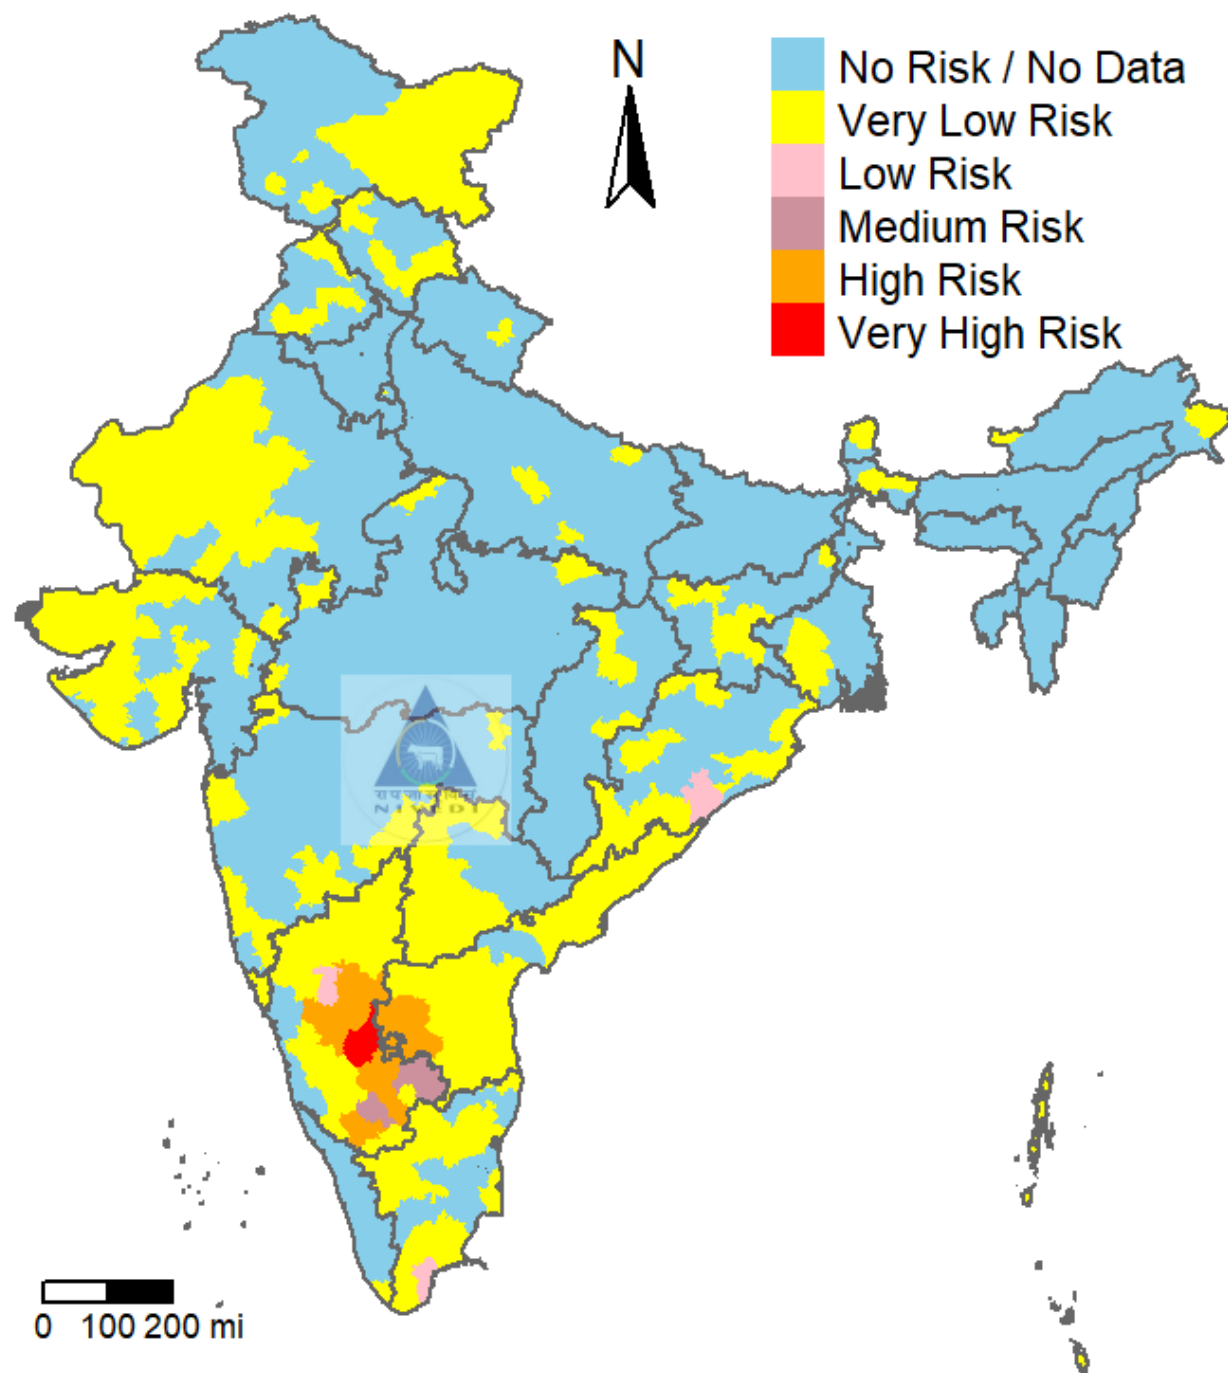 N
No Risk / No Data
Very Low Risk
Low Risk
Medium Risk
High Risk
Very High Risk
NIVEDI
0 100 200 mi